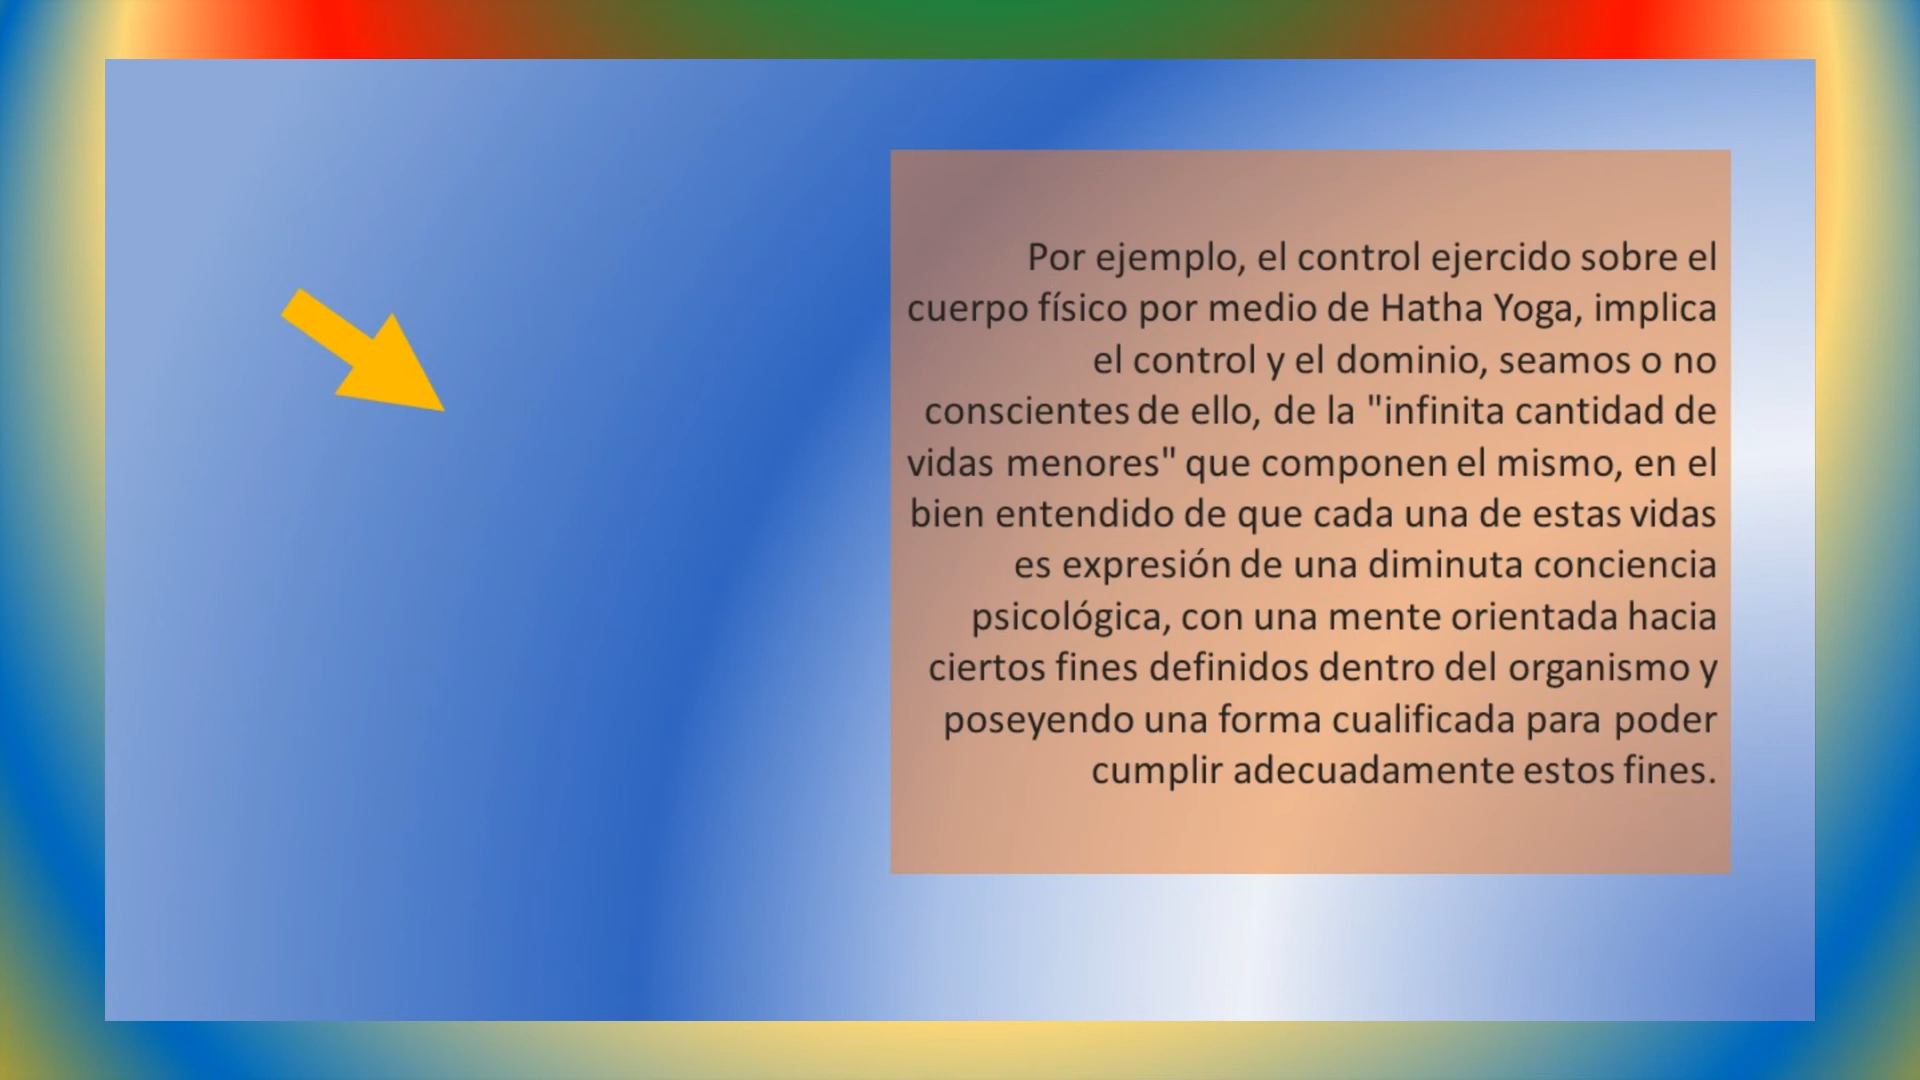 Por ejemplo, el control ejercido sobre el
cuerpo físico por medio de Hatha Yoga, implica
el control y el dominio, seamos o no
conscientes de ello, de la "infinita cantidad de
vidas menores" que componen el mismo, en el
bien entendido de que cada una de estas vidas
es expresión de una diminuta conciencia
psicológica, con una mente orientada hacia
ciertos fines definidos dentro del organismo y
poseyendo una forma cualificada para poder
cumplir adecuadamente estos fines.